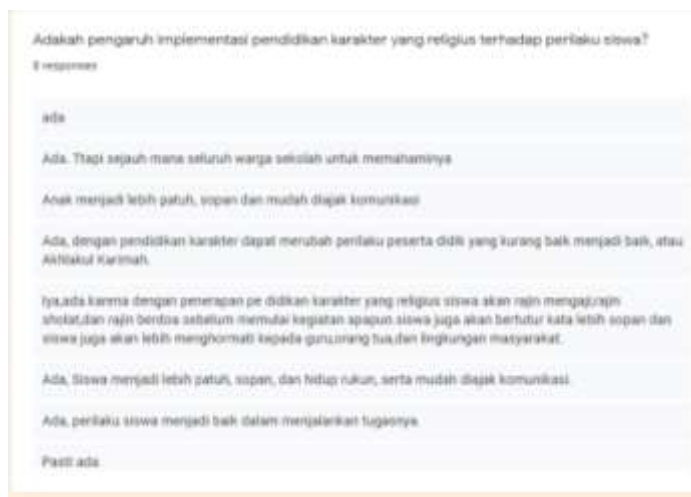 Adakah pengaruh implementasi pendidikan karakter yang religius terhadap perilaku siswa?
8 responses
ada
Ada. Ttapi sejauh mana seluruh warga sekolah untuk memahaminya
Anak menjadi lebih patuh, sopan dan mudah diajak komunikasi
Ada, dengan pendidikan karakter dapat merubah perilaku peserta didik yang kurang baik menjadi baik, atau
Akhlakul Karimah.
Iya,ada karena dengan penerapan pe didikan karakter yang religius siswa akan rajin mengaji,rajin
sholat,dan rajin berdoa sebelum memulai kegiatan apapun siswa juga akan bertutur kata lebih sopan dan
siswa juga akan lebih menghormati kepada guru,orang tua,dan lingkungan masyarakat.
Ada, Siswa menjadi lebih patuh, sopan, dan hidup rukun, serta mudah diajak komunikasi.
Ada, perilaku siswa menjadi baik dalam menjalankan tugasnya.
Pasti ada